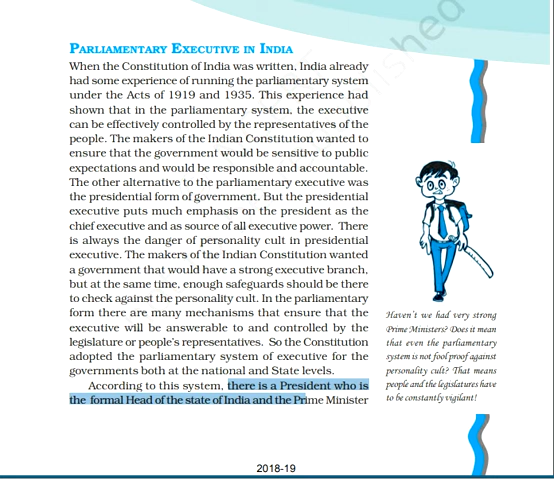 PARLIAMENTARY EXECUTIVE IN INDIA
When the Constitution of India was written, India already
had some experience of running the parliamentary system
under the Acts of 1919 and 1935. This experience had
shown that in the parliamentary system, the executive
can be effectively controlled by the representatives of the
people. The makers of the Indian Constitution wanted to
ensure that the government would be sensitive to public
expectations and would be responsible and accountable.
The other alternative to the parliamentary executive was
the presidential form of government. But the presidential
executive puts much emphasis on the president as the
chief executive and as source of all executive power. There
is always the danger of personality cult in presidential
executive. The makers of the Indian Constitution wanted
a government that would have a strong executive branch,
but at the same time, enough safeguards should be there
to check against the personality cult. In the parliamentary
form there are many mechanisms that ensure that the
executive will be answerable to and controlled by the
legislature or people's representatives. So the Constitution
adopted the parliamentary system of executive for the
governments both at the national and State levels.
According to this system, there is a President who is
the formal Head of the state of India and the Prime Minister
Haven't we had very strong
Prime Ministers? Does it mean
that even the parliamentary
system is not fool proof against
personality cult? That means
people and the legislatures have
to be constantly vigilant!
2018-19